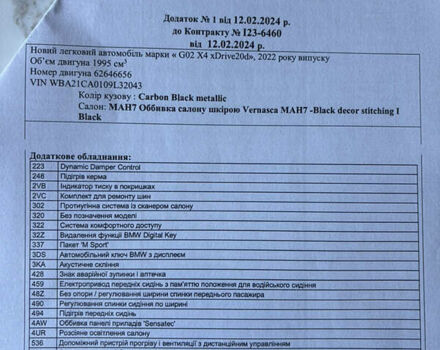 Додаток № 1 від 12.02.2024 р.
до Контракту № І23-6460
від 12.02.2024 р.
Новий легковий автомобіль марки « G02 X4 xDrive20d», 2022 року випуску
Об'єм двигуна 1995 см³
Номер двигуна 62646656
VIN WBA21CA0109L32043
Колір кузову : Carbon Black metallic
Салон: MAH7 Оббивка салону шкірою Vernasca MAH7 -Black decor stitching I
Black
Додаткове обладнання:
223 Dynamic Damper Control
248 Підігрів керма
2VB Індикатор тиску в покришках
2VC Комплект для ремонту шин
302 Протиугінна система із сканером салону
320 Без позначення моделі
322 Система комфортного доступу
32Z Видалення функції BMW Digital Key
337 Пакет 'M Sport'
3DS Автомобільний ключ BMW з дисплеєм
3KA Акустичне скління
428 Знак аварійної зупинки і аптечка
459 Електропривод передніх сидінь з пам'яттю положення для водійського сидіння
48Z Без опори / регулювання ширини спинки переднього пасажира
490 Регулювання спинки сидіння по ширині
494 Підігрів передніх сидінь
4AW Оббивка панелі приладів 'Sensatec'
4UR Розсіяне освітлення салону
536 Допоміжний пристрій прогріву і вентиляції з дистанційним управлінням